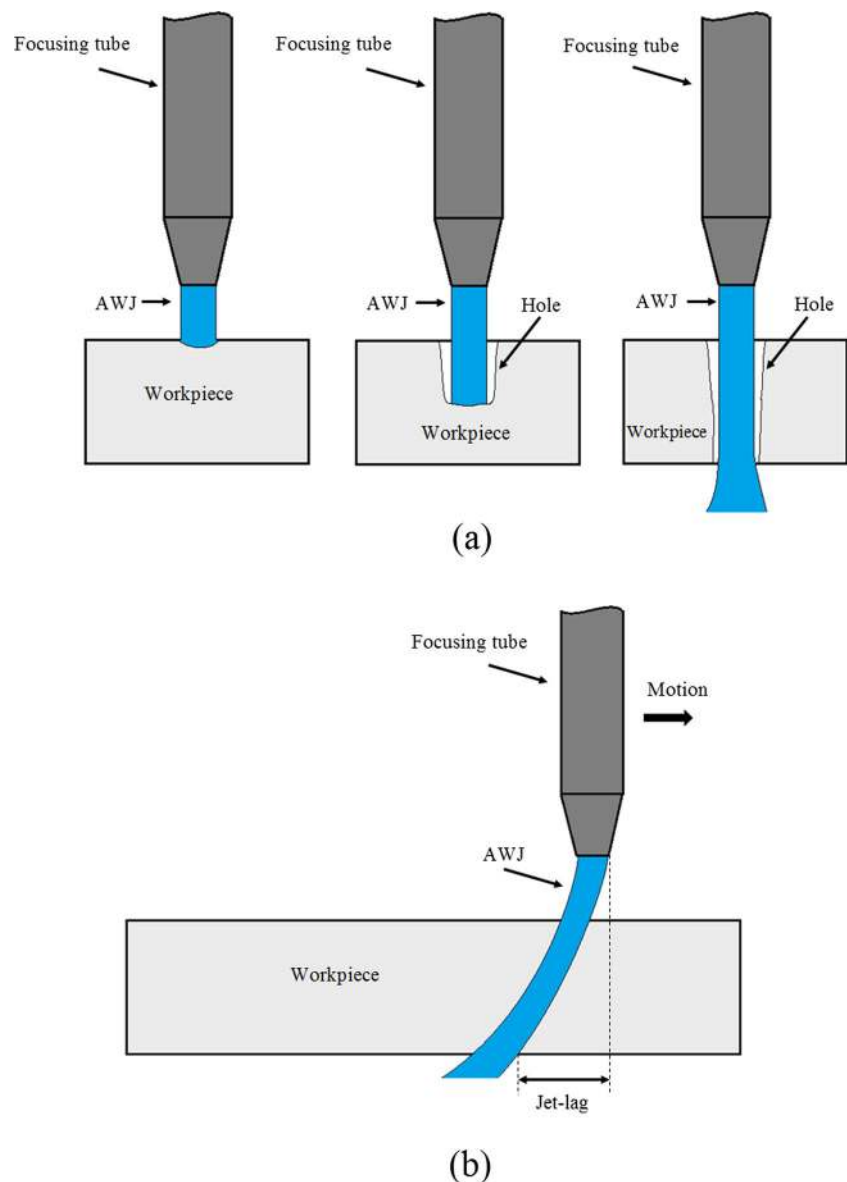 Focusing tube
Focusing tube
Focusing tube
AWJ
AWJ
Hole
AWJ
Hole
Workpiece
Workpiece
Workpiece
(a)
Focusing tube
Motion
AWJ
Workpiece
Jet-lag
(b)